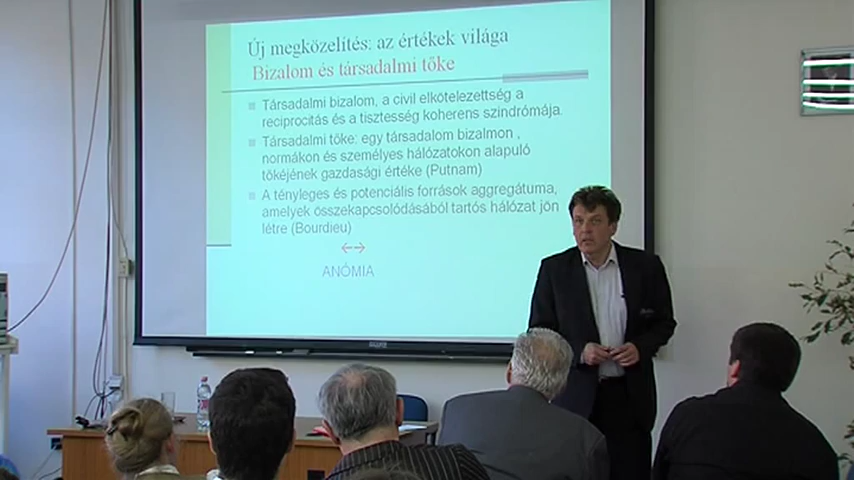 Új megközelítés: az értékek világa
Bizalom és társadalmi tőke
Társadalmi bizalom, a civil elkötelezettség a
reciprocitás és a tisztesség koherens szindrómája.
Társadalmi tőke: egy társadalom bizalmon ,
normákon és személyes hálózatokon alapuló
tőkéjének gazdasági értéke (Putnam)
A tényleges és potenciális források aggregátuma,
amelyek összekapcsolódásából tartós hálózat jön
létre (Bourdieu)
ANÓMIA